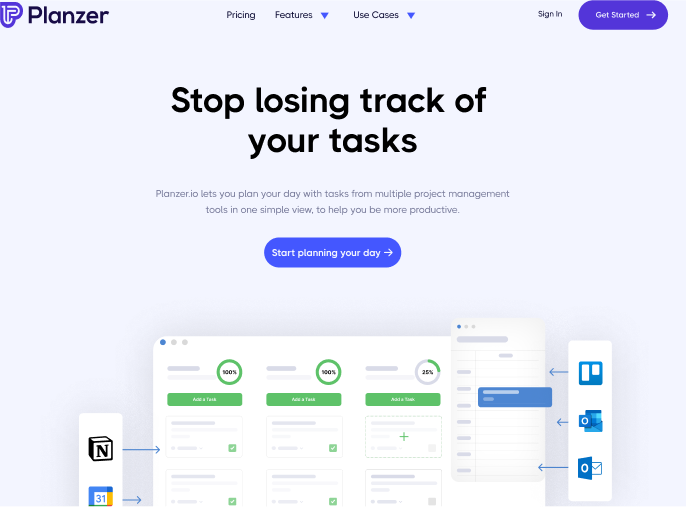 Planzer
Pricing
Features
Use Cases
Sign In
Get Started
Stop losing track of
your tasks
Planzer.io lets you plan your day with tasks from multiple project management
tools in one simple view, to help you be more productive.
Start planning your day
100%
100%
25%
Add a Task
Add a Task
Add a Task
N
31
O
O